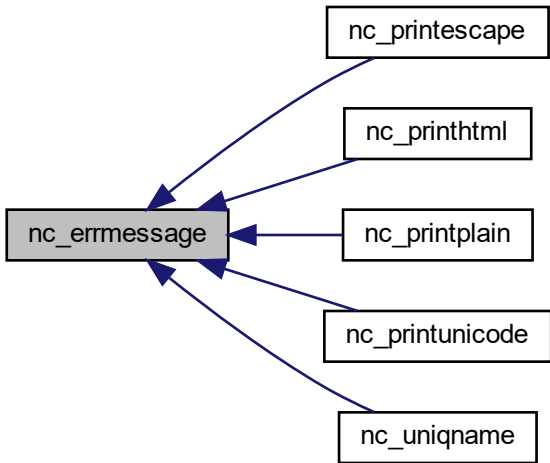 nc_printescape
nc_printhtml
nc_errmessage
nc_printplain
nc_printunicode
nc_uniqname